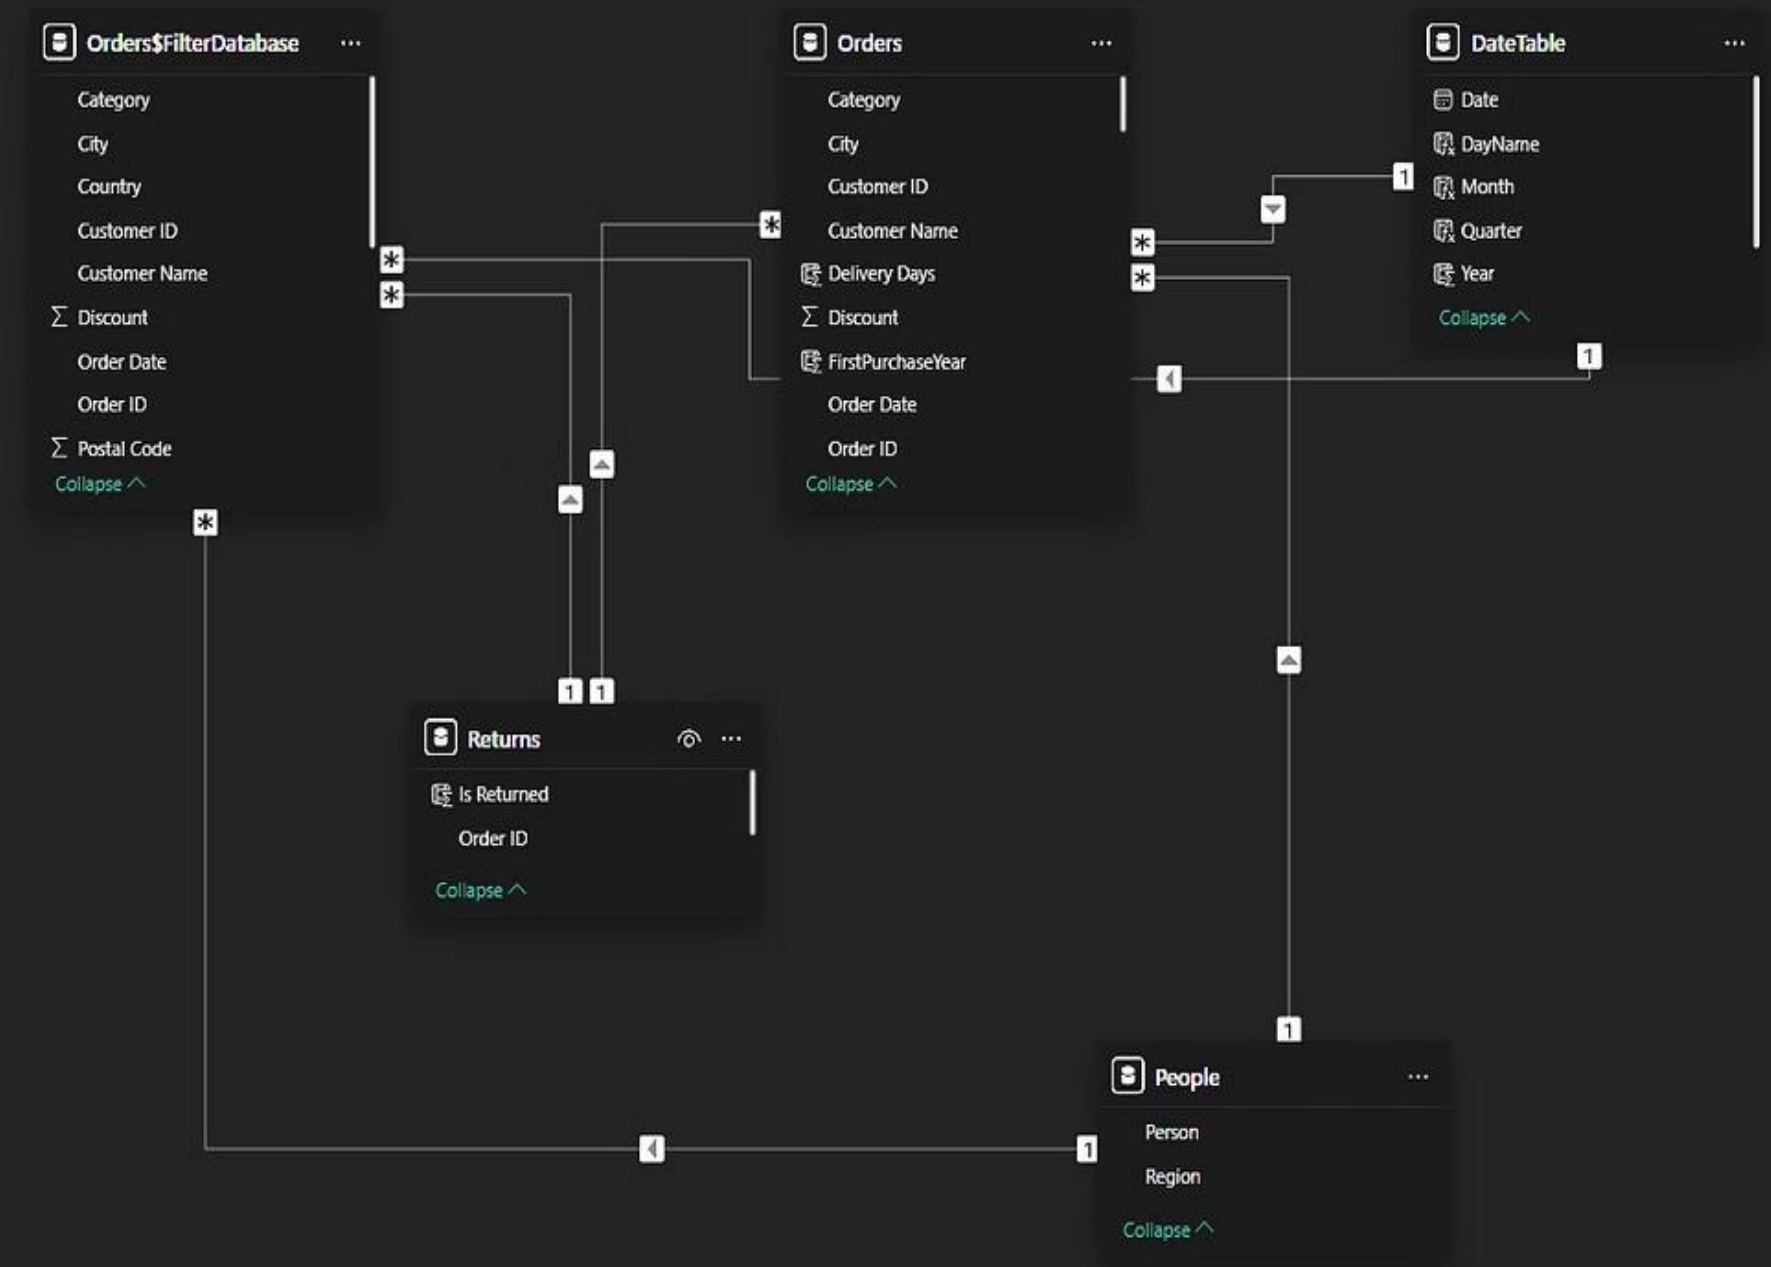 Orders$FilterDatabase ...
Category
City
Country
Customer ID
Customer Name
∑ Discount
Order Date
Order ID
∑ Postal Code
Collapse
Orders ...
Category
City
Customer ID
Customer Name
Delivery Days
∑ Discount
FirstPurchaseYear
Order Date
Order ID
Collapse
DateTable ...
Date
DayName
Month
Quarter
Year
Collapse
*
*
*
*
*
*
1
1
1 1
Returns ...
Is Returned
Order ID
Collapse
1
1
People ...
Person
Region
Collapse